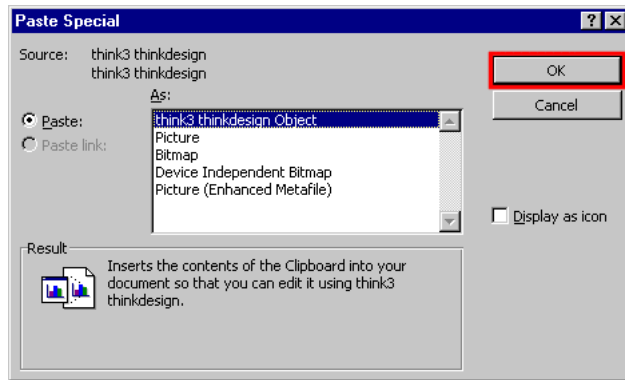 Paste Special
Source: think3 thinkdesign
think3 thinkdesign
As:
Paste:
Paste link:
think3 thinkdesign Object
Picture
Bitmap
Device Independent Bitmap
Picture (Enhanced Metafile)
OK
Cancel
Display as icon
Result
Inserts the contents of the Clipboard into your
document so that you can edit it using think3
thinkdesign.